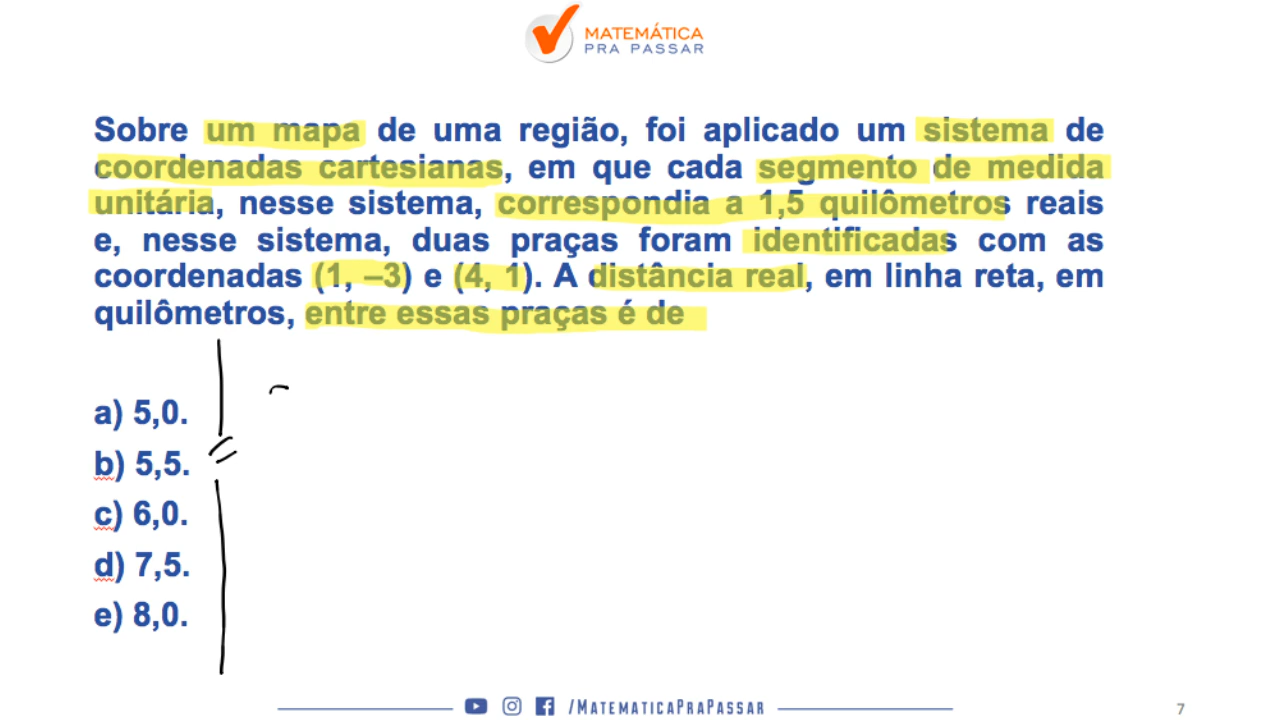 MATEMÁTICA
PRA PASSAR
Sobre um mapa de uma região, foi aplicado um sistema de
coordenadas cartesianas, em que cada segmento de medida
unitária, nesse sistema, correspondia a 1,5 quilômetros reais
e, nesse sistema, duas praças foram identificadas com as
coordenadas (1, –3) e (4, 1). A distância real, em linha reta, em
quilômetros, entre essas praças é de
a) 5,0.
b) 5,5.
c) 6,0.
d) 7,5.
e) 8,0.
/MATEMATICAPRAPASSAR
7